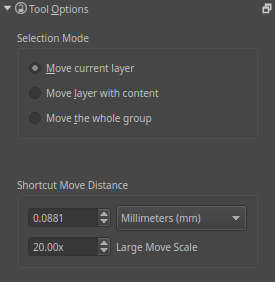 Tool Options
Selection Mode
Move current layer
Move layer with content
Move the whole group
Shortcut Move Distance
0.0881 Millimeters (mm)
20.00x Large Move Scale